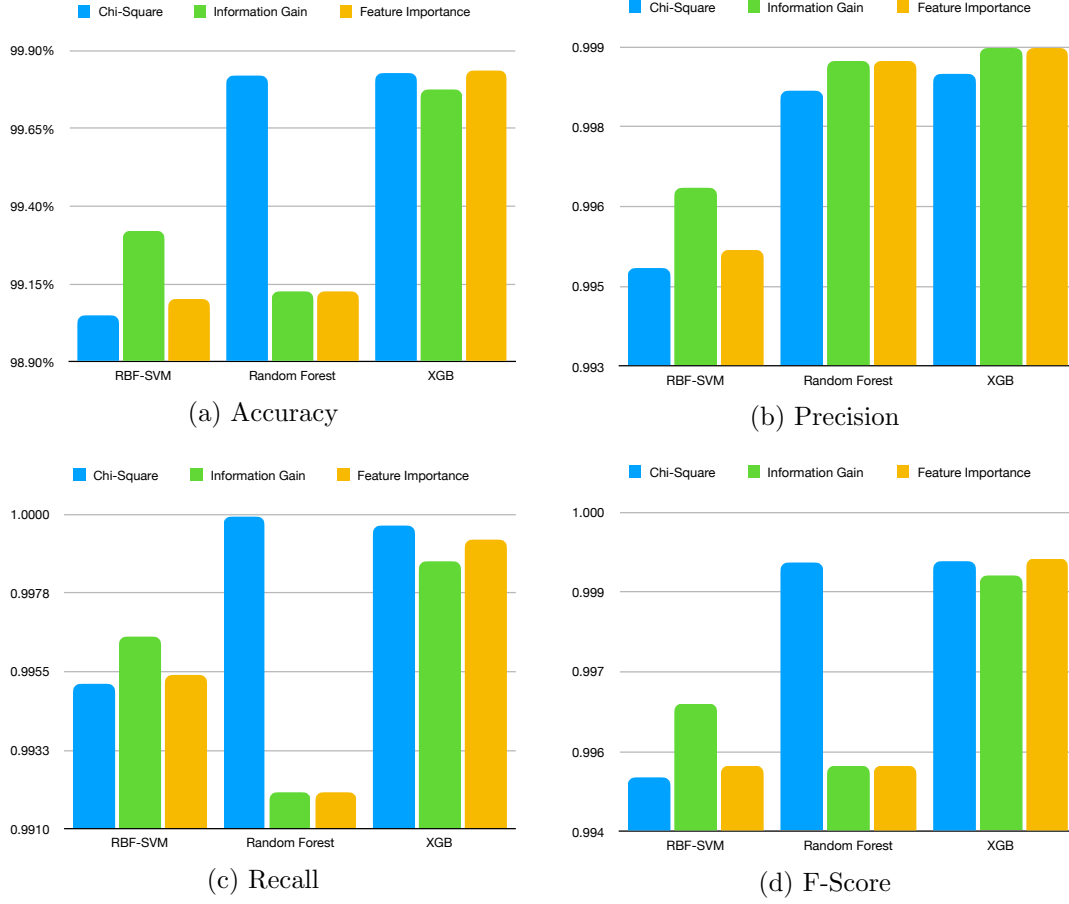 Chi-Square Information Gain Feature Importance
99.90%
99.65%
99.40%
99.15%
98.90%
RBF-SVM Random Forest XGB
(a) Accuracy
Chi-Square Information Gain Feature Importance
0.999
0.998
0.996
0.995
0.993
RBF-SVM Random Forest XGB
(b) Precision
Chi-Square Information Gain Feature Importance
1.0000
0.9978
0.9955
0.9933
0.9910
RBF-SVM Random Forest XGB
(c) Recall
Chi-Square Information Gain Feature Importance
1.000
0.999
0.997
0.996
0.994
RBF-SVM Random Forest XGB
(d) F-Score